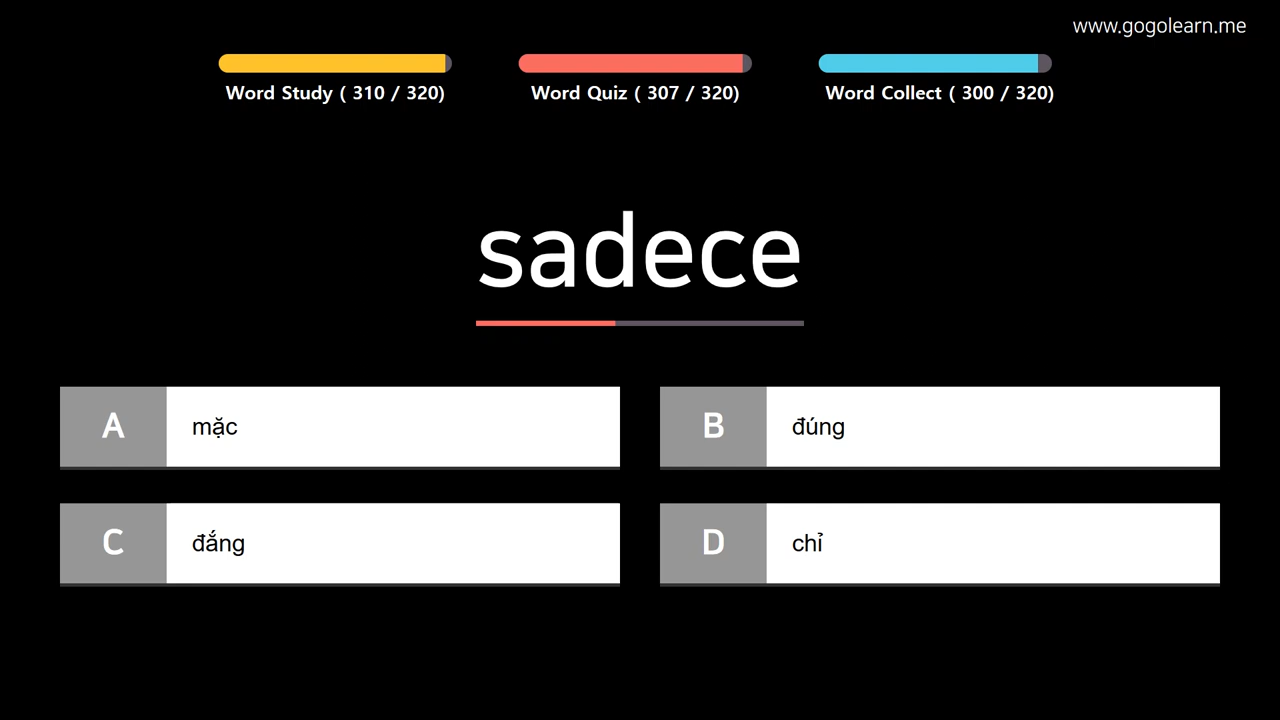 www.gogolearn.me
Word Study ( 310 / 320)
Word Quiz ( 307 / 320)
Word Collect ( 300 / 320)
sadece
A mặc
B đúng
C đắng
D chỉ